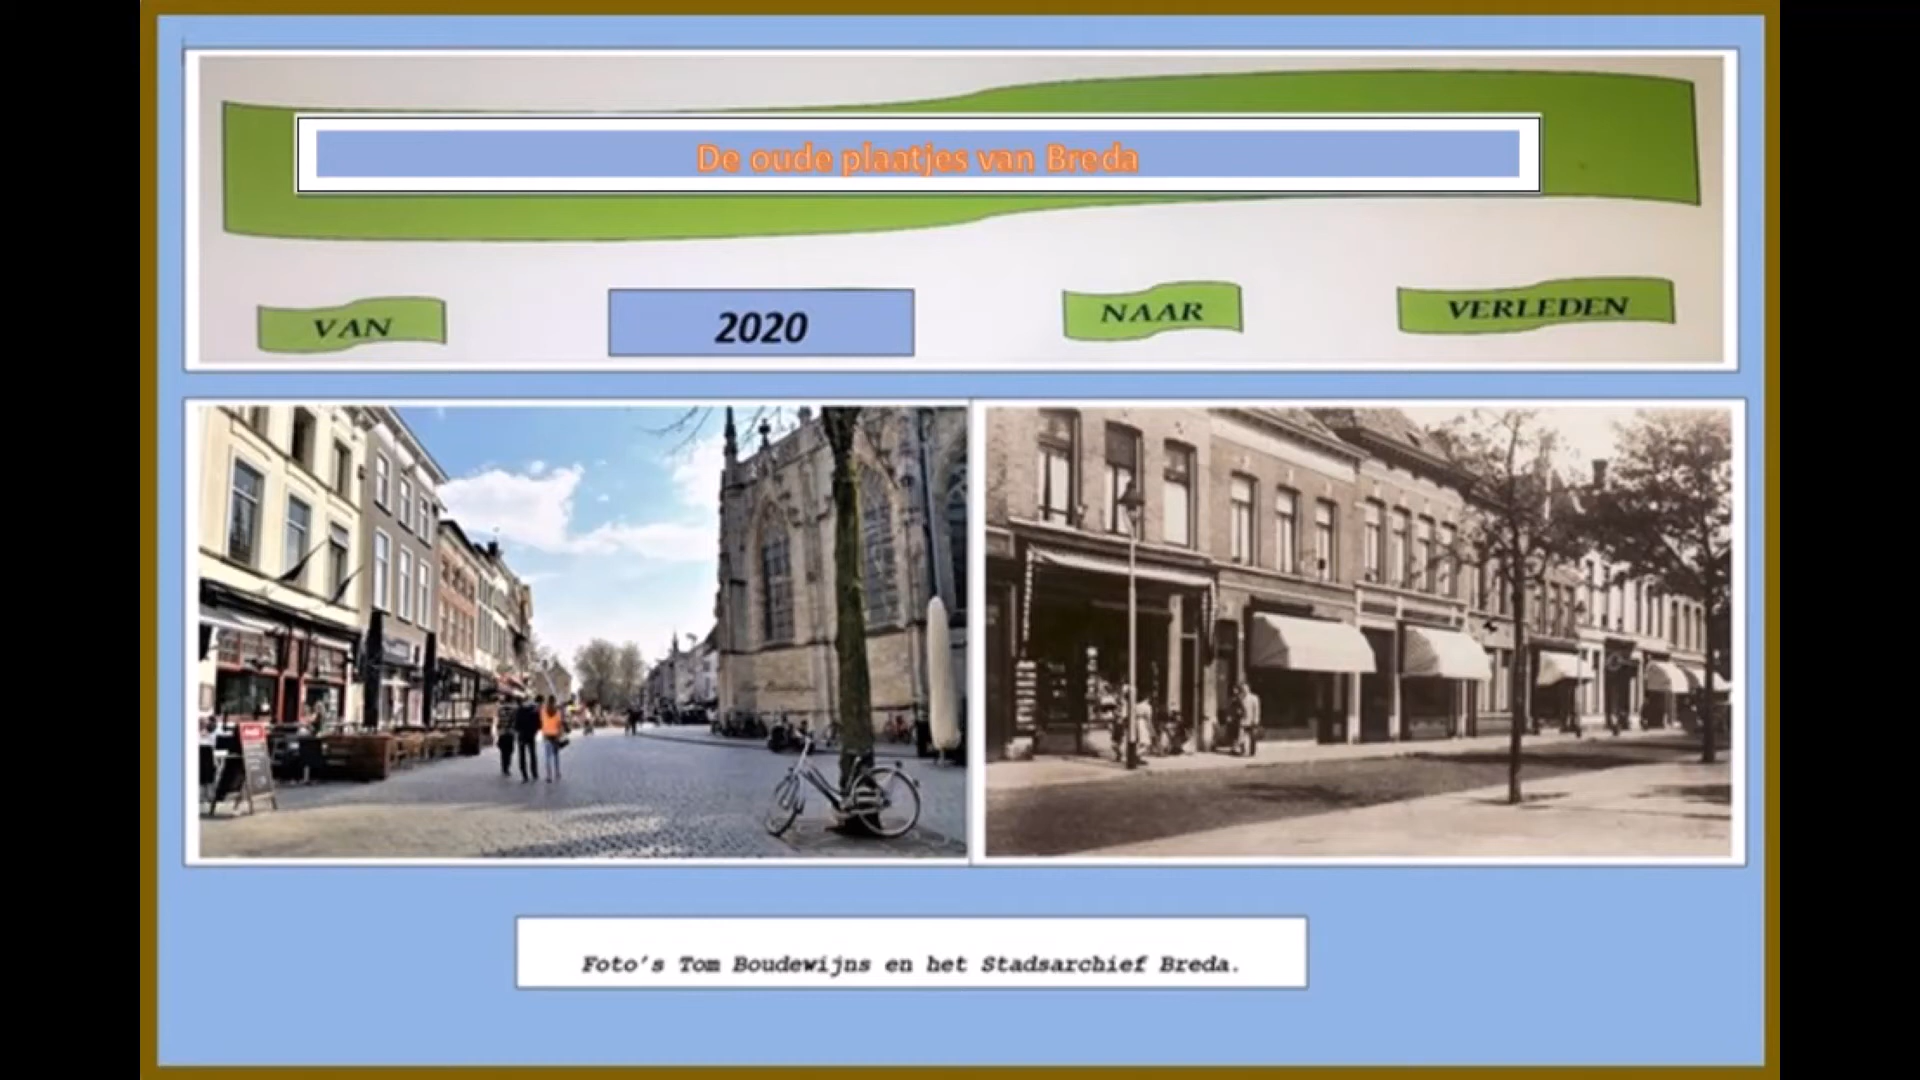 De oude plaatjes van Breda
VAN 2020 NAAR VERLEDEN
Foto's Tom Boudewijns en het Stadsarchief Breda.